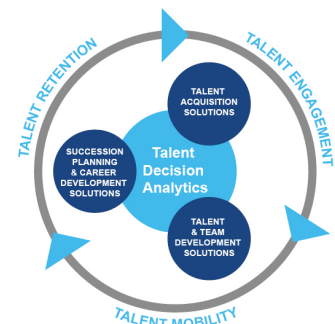 TALENT RETENTION
TALENT ENGAGEMENT
TALENT
ACQUISITION
SOLUTIONS
SUCCESSION
PLANNING
& CAREER
DEVELOPMENT
SOLUTIONS
Talent
Decision
Analytics
TALENT
& TEAM
DEVELOPMENT
SOLUTIONS
TALENT MOBILITY